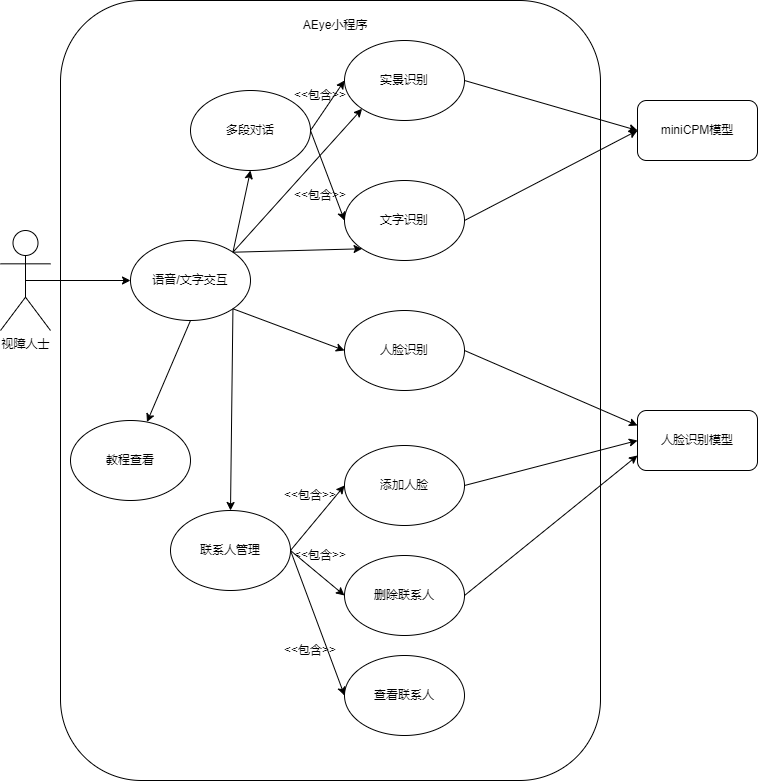 AEye小程序
实景识别
<<包含>>
多段对话
miniCPM模型
<<包含>>
文字识别
语音/文字交互
视障人士
人脸识别
人脸识别模型
教程查看
添加人脸
<<包含>>
联系人管理
<<包含>>
删除联系人
<<包含>>
查看联系人